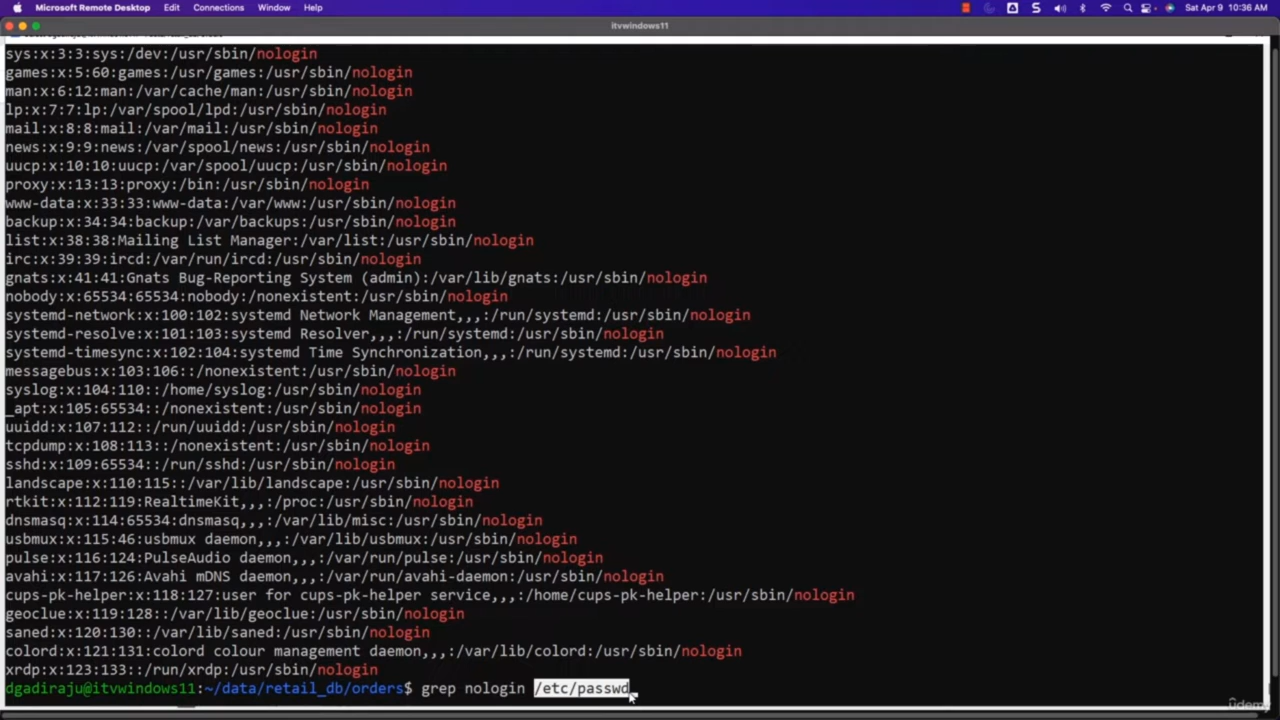 Microsoft Remote Desktop Edit Connections Window Help Sat Apr 9 10:36 AM
itvwindows11
sys:x:3:3:sys:/dev:/usr/sbin/nologin
games:x:5:60:games:/usr/games:/usr/sbin/nologin
man:x:6:12:man:/var/cache/man:/usr/sbin/nologin
lp:x:7:7:lp:/var/spool/lpd:/usr/sbin/nologin
mail:x:8:8:mail:/var/mail:/usr/sbin/nologin
news:x:9:9:news:/var/spool/news:/usr/sbin/nologin
uucp:x:10:10:uucp:/var/spool/uucp:/usr/sbin/nologin
proxy:x:13:13:proxy:/bin:/usr/sbin/nologin
www-data:x:33:33:www-data:/var/www:/usr/sbin/nologin
backup:x:34:34:backup:/var/backups:/usr/sbin/nologin
list:x:38:38:Mailing List Manager:/var/list:/usr/sbin/nologin
irc:x:39:39:ircd:/var/run/ircd:/usr/sbin/nologin
gnats:x:41:41:Gnats Bug-Reporting System (admin):/var/lib/gnats:/usr/sbin/nologin
nobody:x:65534:65534:nobody:/nonexistent:/usr/sbin/nologin
systemd-network:x:100:102:systemd Network Management,,,:/run/systemd:/usr/sbin/nologin
systemd-resolve:x:101:103:systemd Resolver,,,:/run/systemd:/usr/sbin/nologin
systemd-timesync:x:102:104:systemd Time Synchronization,,,:/run/systemd:/usr/sbin/nologin
messagebus:x:103:106::/nonexistent:/usr/sbin/nologin
syslog:x:104:110::/home/syslog:/usr/sbin/nologin
_apt:x:105:65534::/nonexistent:/usr/sbin/nologin
uuidd:x:107:112::/run/uuidd:/usr/sbin/nologin
tcpdump:x:108:113::/nonexistent:/usr/sbin/nologin
sshd:x:109:65534::/run/sshd:/usr/sbin/nologin
landscape:x:110:115::/var/lib/landscape:/usr/sbin/nologin
rtkit:x:112:119:RealtimeKit,,,:/proc:/usr/sbin/nologin
dnsmasq:x:114:65534:dnsmasq,,,:/var/lib/misc:/usr/sbin/nologin
usbmux:x:115:46:usbmux daemon,,,:/var/lib/usbmux:/usr/sbin/nologin
pulse:x:116:124:PulseAudio daemon,,,:/var/run/pulse:/usr/sbin/nologin
avahi:x:117:126:Avahi mDNS daemon,,,:/var/run/avahi-daemon:/usr/sbin/nologin
cups-pk-helper:x:118:127:user for cups-pk-helper service,,,:/home/cups-pk-helper:/usr/sbin/nologin
geoclue:x:119:128::/var/lib/geoclue:/usr/sbin/nologin
saned:x:120:130::/var/lib/saned:/usr/sbin/nologin
colord:x:121:131:colord colour management daemon,,,:/var/lib/colord:/usr/sbin/nologin
xrdp:x:123:133::/run/xrdp:/usr/sbin/nologin
dgadiraju@itvwindows11:~/data/retail_db/orders$ grep nologin /etc/passwd
udemy